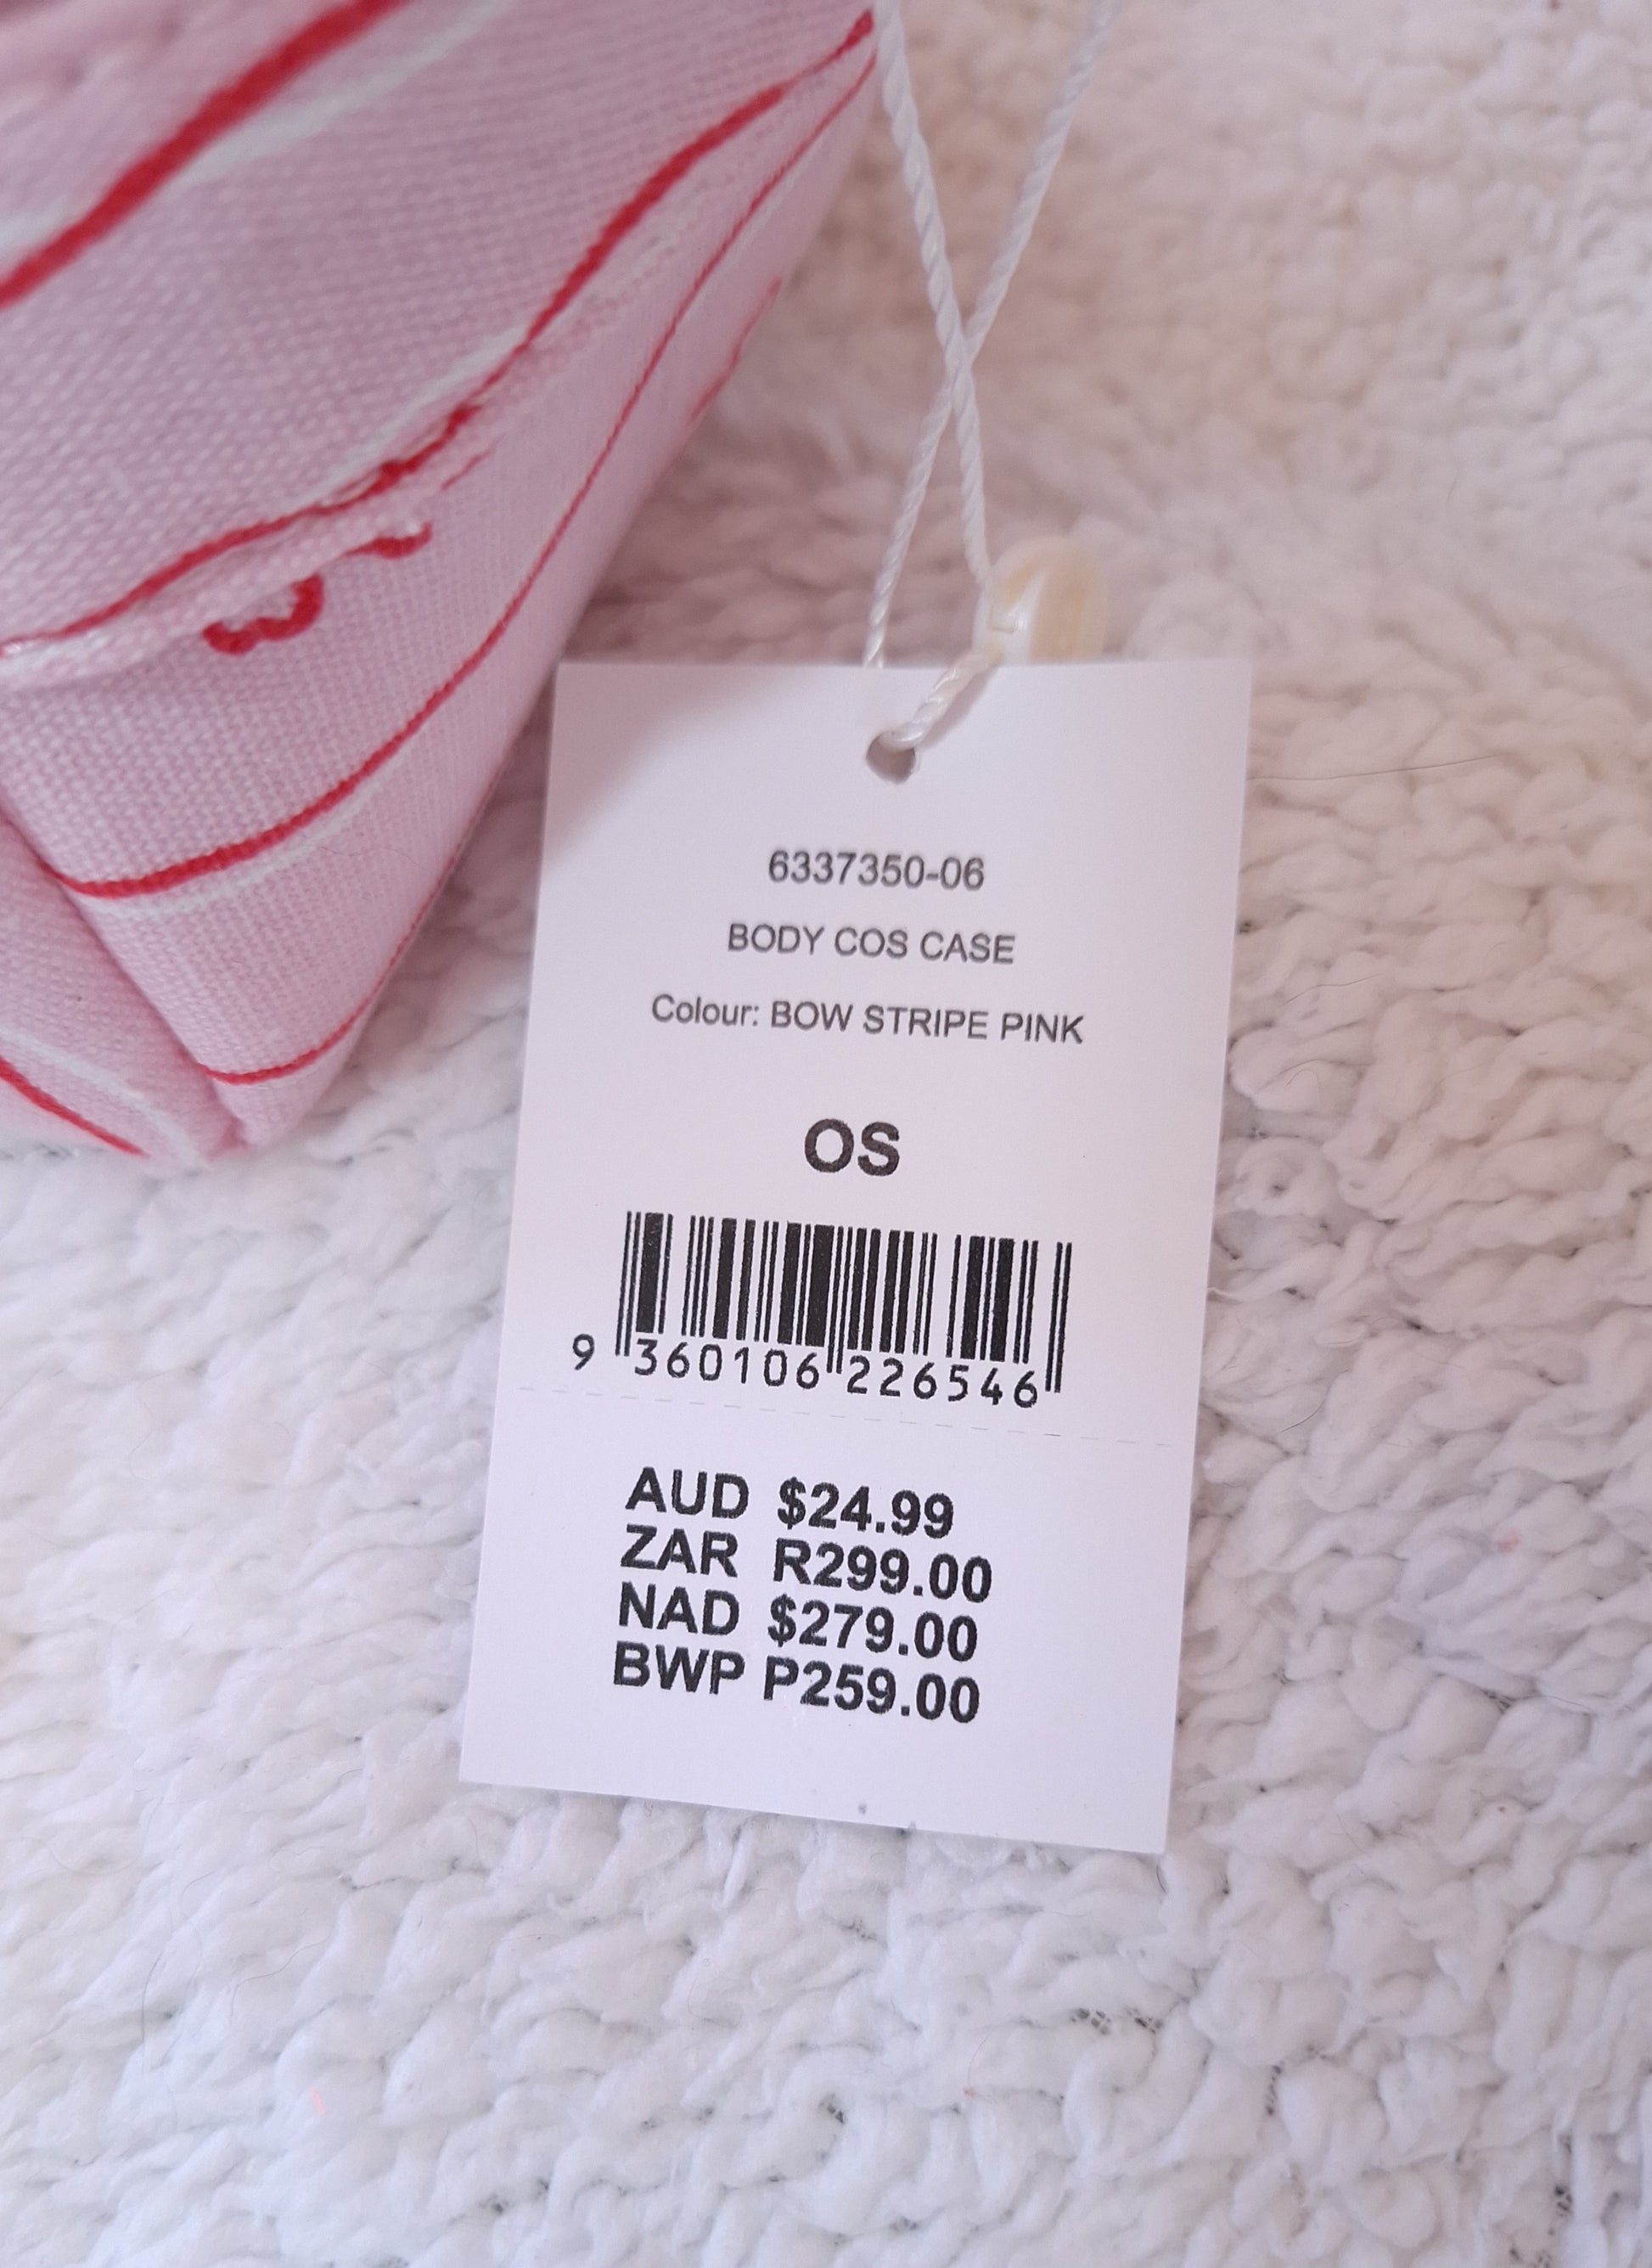 6337350-06
BODY COS CASE
Colour: BOW STRIPE PINK
OS
9 360106 226546
AUD $24.99
ZAR R299.00
NAD $279.00
BWP P259.00